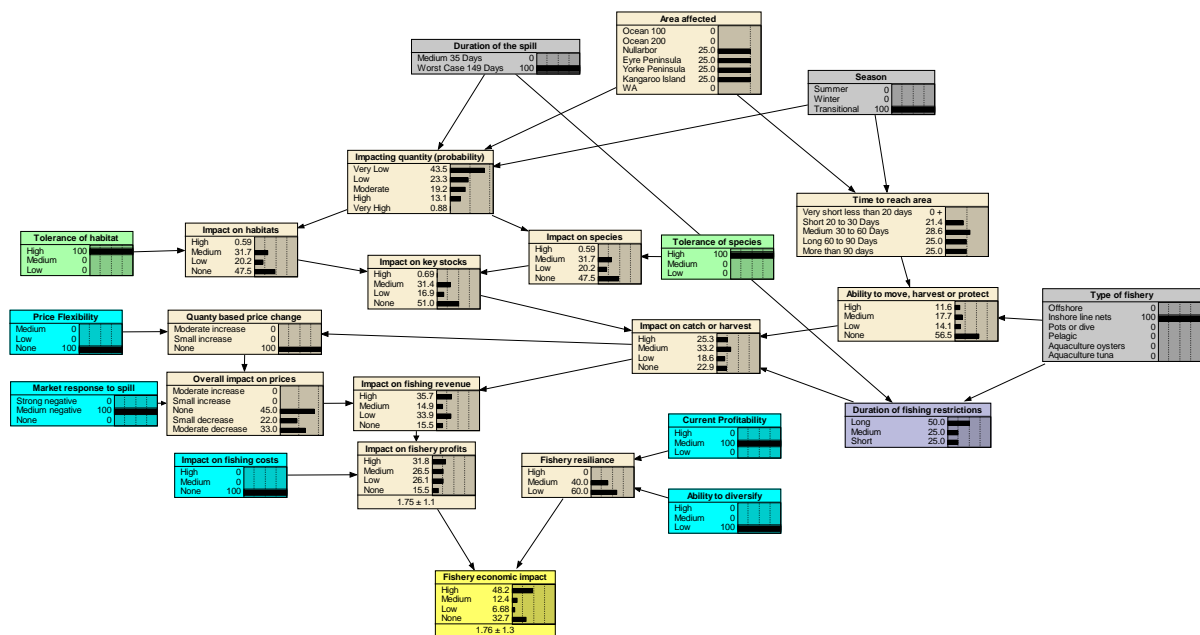 Area affected
Ocean 100 0
Ocean 200 0
Nullarbor 25.0
Eyre Peninsula 25.0
Yorke Peninsula 25.0
Kangaroo Island 25.0
WA 0
Duration of the spill
Medium 35 Days 0
Worst Case 149 Days 100
Season
Summer 0
Winter 0
Transitional 100
Impacting quantity (probability)
Very Low 43.5
Low 23.3
Moderate 19.2
High 13.1
Very High 0.88
Time to reach area
Very short less than 20 days 0 +
Short 20 to 30 Days 21.4
Medium 30 to 60 Days 28.6
Long 60 to 90 Days 25.0
More than 90 days 25.0
Tolerance of habitat
High 100
Medium 0
Low 0
Impact on habitats
High 0.59
Medium 31.7
Low 20.2
None 47.5
Impact on species
High 0.59
Medium 31.7
Low 20.2
None 47.5
Tolerance of species
High 100
Medium 0
Low 0
Impact on key stocks
High 0.69
Medium 31.4
Low 16.9
None 51.0
Ability to move, harvest or protect
High 11.6
Medium 17.7
Low 14.1
None 56.5
Type of fishery
Offshore 0
Inshore line nets 100
Pots or dive 0
Pelagic 0
Aquaculture oysters 0
Aquaculture tuna 0
Price Flexibility
Medium 0
Low 0
None 100
Quanty based price change
Moderate increase 0
Small increase 0
None 100
Impact on catch or harvest
High 25.3
Medium 33.2
Low 18.6
None 22.9
Market response to spill
Strong negative 0
Medium negative 100
None 0
Overall impact on prices
Moderate increase 0
Small increase 0
None 45.0
Small decrease 22.0
Moderate decrease 33.0
Impact on fishing revenue
High 35.7
Medium 14.9
Low 33.9
None 15.5
Duration of fishing restrictions
Long 50.0
Medium 25.0
Short 25.0
Current Profitability
High 0
Medium 100
Low 0
Impact on fishing costs
High 0
Medium 0
None 100
Impact on fishery profits
High 31.8
Medium 26.5
Low 26.1
None 15.5
1.75 ± 1.1
Fishery resiliance
High 0
Medium 40.0
Low 60.0
Ability to diversify
High 0
Medium 0
Low 100
Fishery economic impact
High 48.2
Medium 12.4
Low 6.68
None 32.7
1.76 ± 1.3